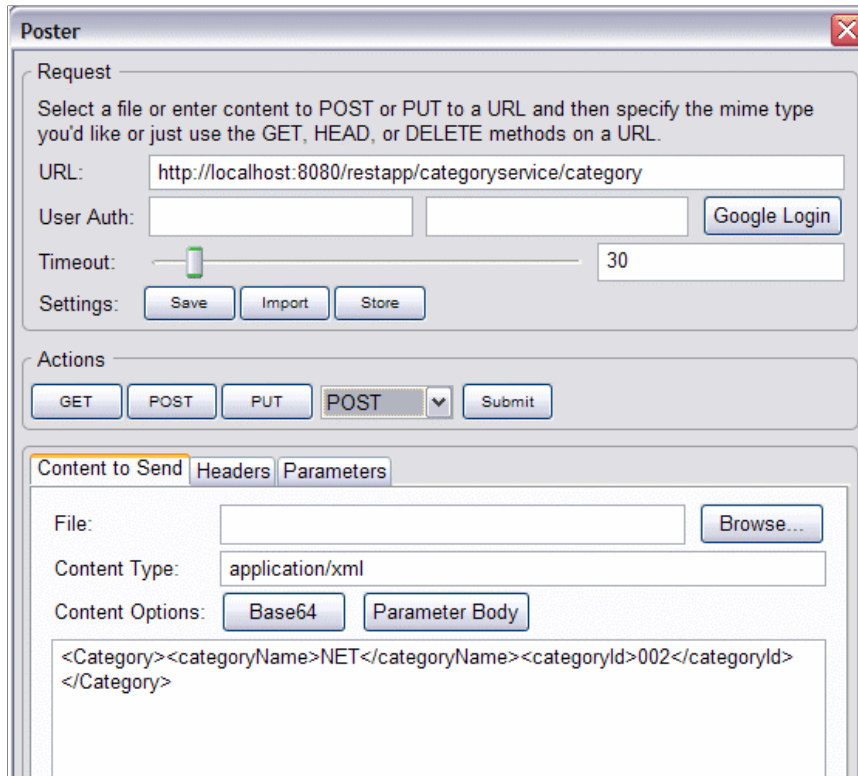 Poster
Request
Select a file or enter content to POST or PUT to a URL and then specify the mime type
you'd like or just use the GET, HEAD, or DELETE methods on a URL.
URL: http://localhost:8080/restapp/categoryservice/category
User Auth: Google Login
Timeout: 30
Settings: Save Import Store
Actions
GET POST PUT POST Submit
Content to Send Headers Parameters
File: Browse...
Content Type: application/xml
Content Options: Base64 Parameter Body
<Category><categoryName>NET</categoryName><categoryId>002</categoryId>
</Category>